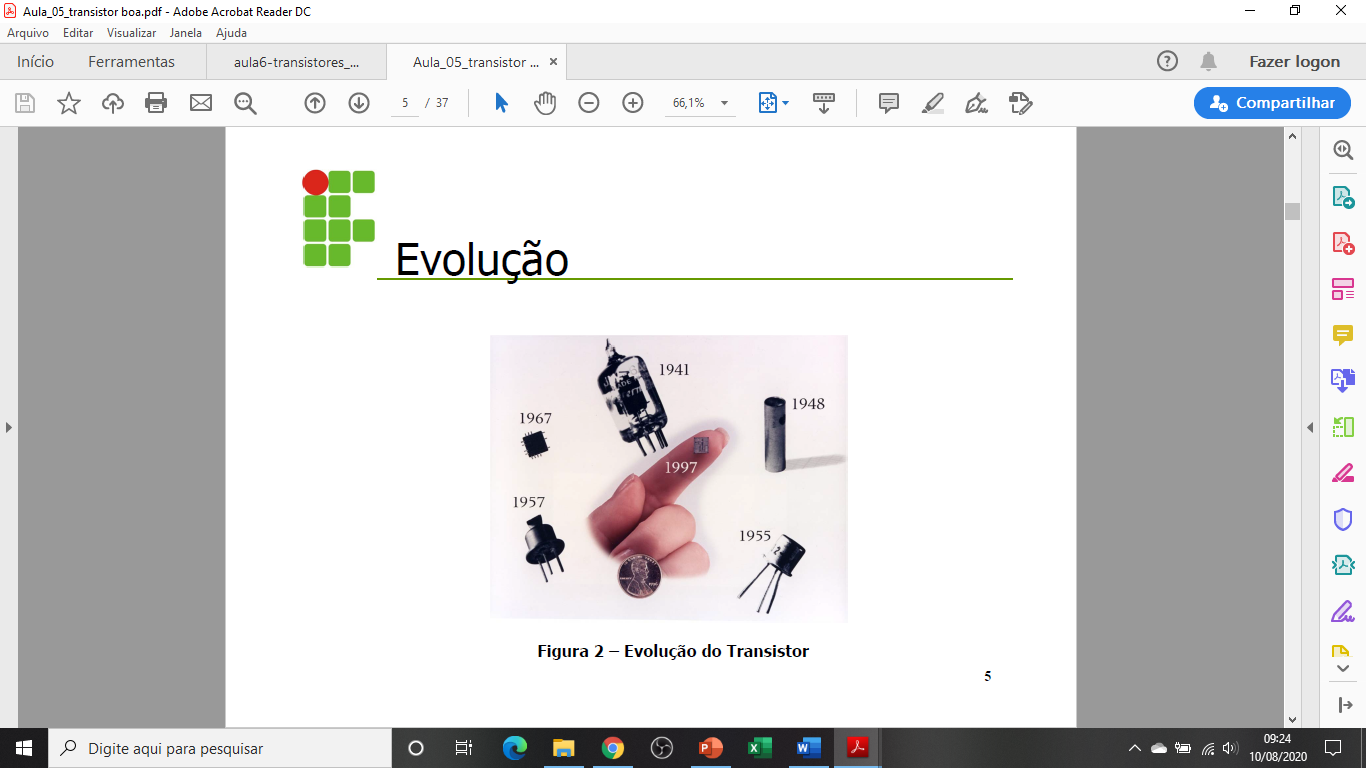 Aula_05_transistor boa.pdf - Adobe Acrobat Reader DC
Arquivo Editar Visualizar Janela Ajuda
Início Ferramentas aula6-transistores_... Aula_05_transistor ... Fazer logon
5 / 37 66,1% Compartilhar
Evolução
1941
1948
1967
1997
1957
1955
Figura 2 – Evolução do Transistor
5
Digite aqui para pesquisar
09:24
10/08/2020